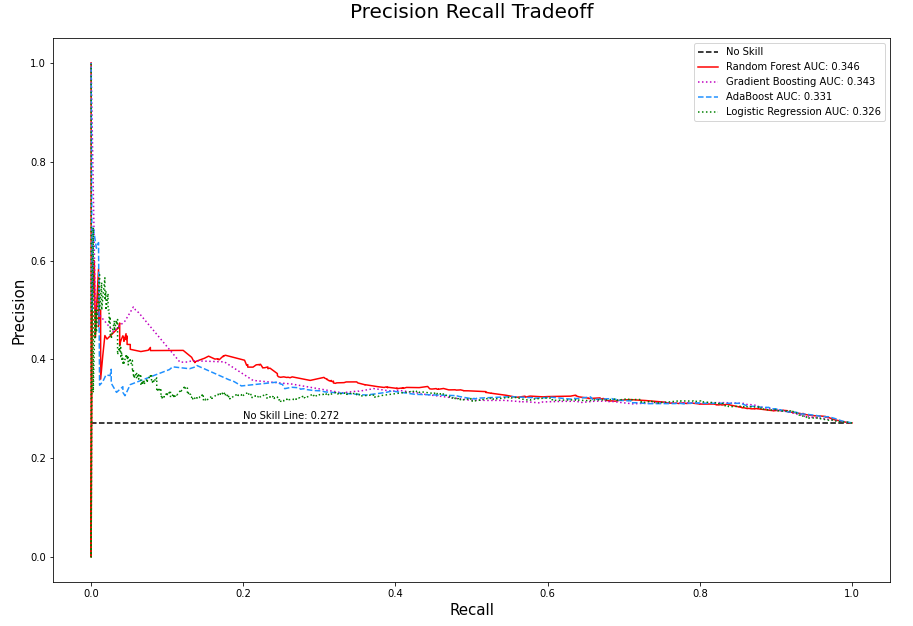 Precision Recall Tradeoff
No Skill
Random Forest AUC: 0.346
Gradient Boosting AUC: 0.343
AdaBoost AUC: 0.331
Logistic Regression AUC: 0.326
1.0
0.8
0.6
0.4
0.2
0.0
Precision
No Skill Line: 0.272
0.0 0.2 0.4 0.6 0.8 1.0
Recall